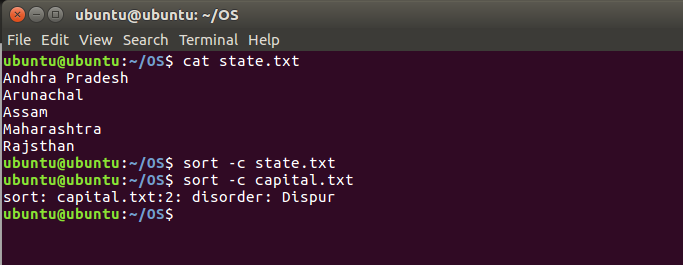 ubuntu@ubuntu: ~/OS
File Edit View Search Terminal Help
ubuntu@ubuntu:~/OS$ cat state.txt
Andhra Pradesh
Arunachal
Assam
Maharashtra
Rajsthan
ubuntu@ubuntu:~/OS$ sort -c state.txt
ubuntu@ubuntu:~/OS$ sort -c capital.txt
sort: capital.txt:2: disorder: Dispur
ubuntu@ubuntu:~/OS$